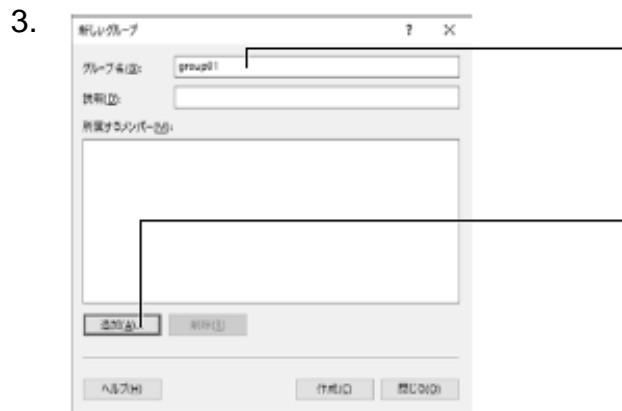 3.
新しいグループ ? ×
グループ名(G): group01
説明(D):
所属するメンバー(M):
追加(A)... 削除(R)
ヘルプ(H) 作成(C) 閉じる(O)